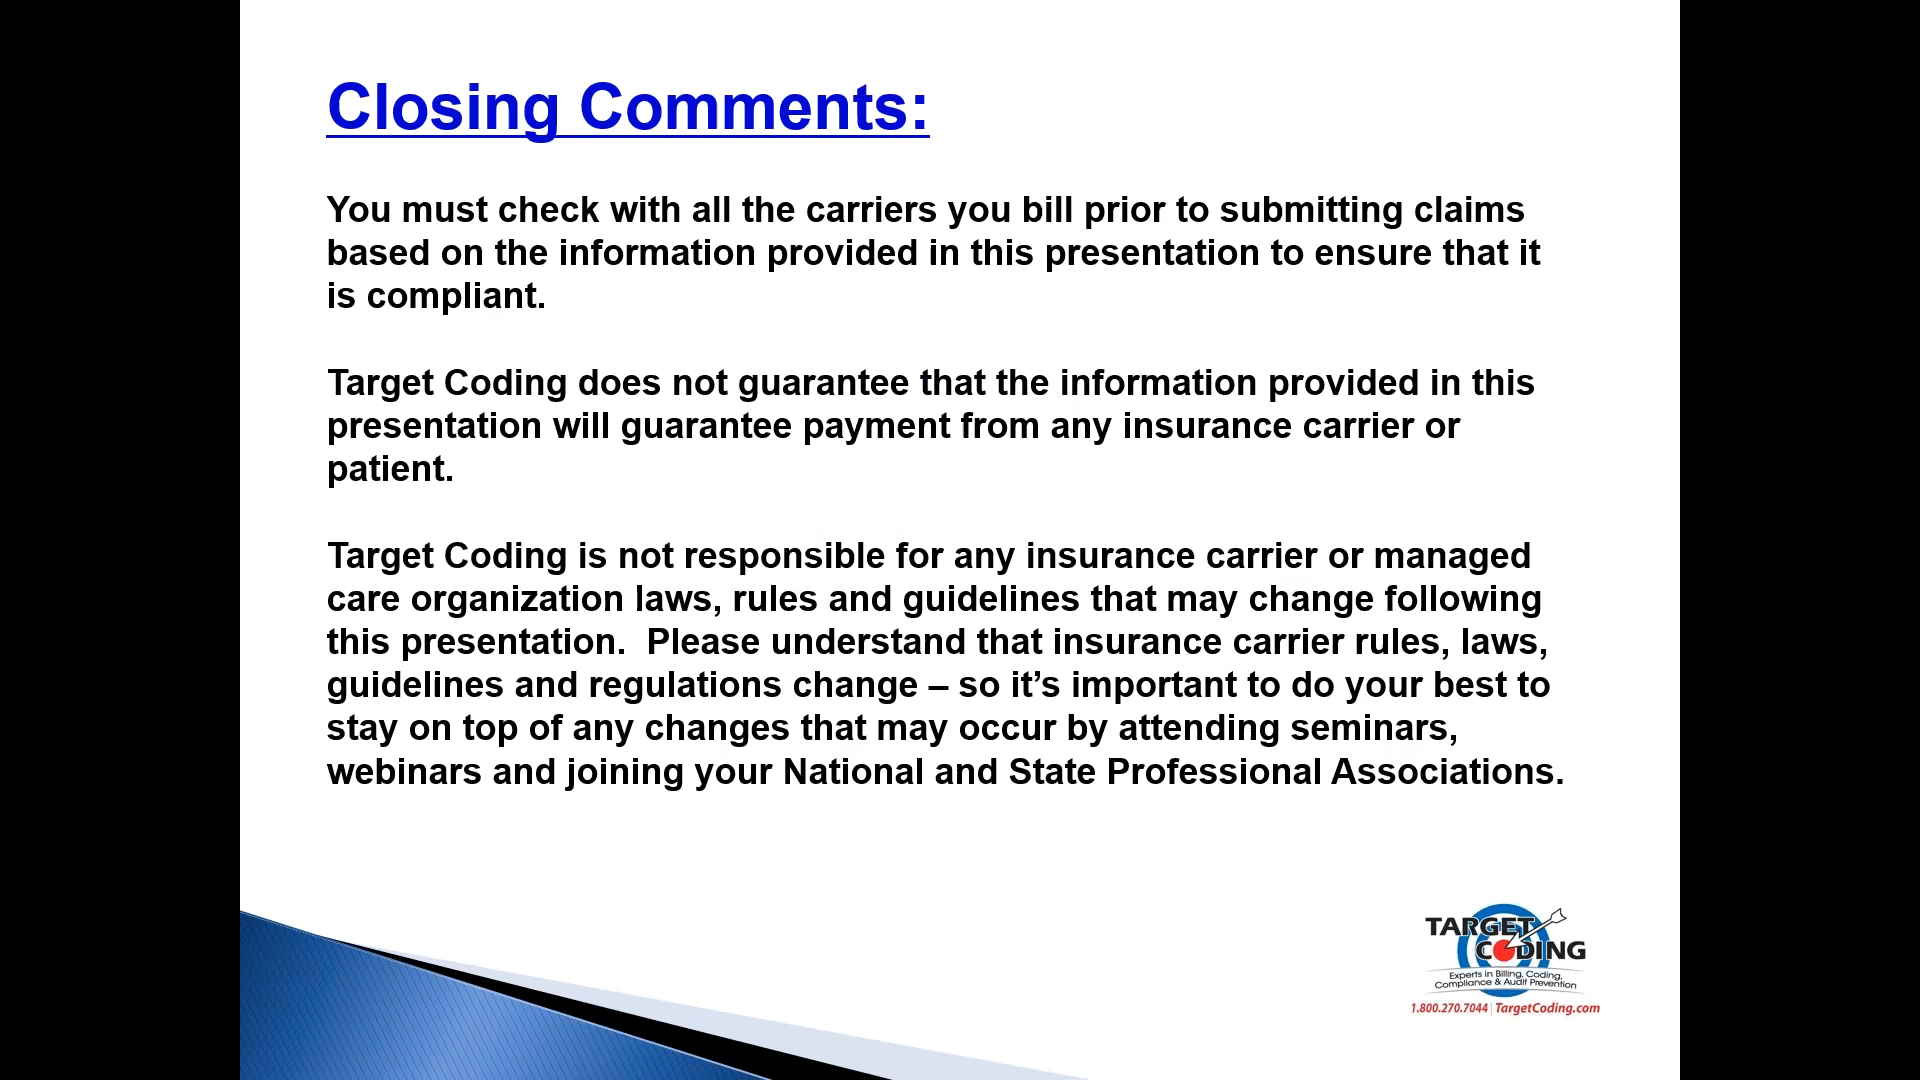 Closing Comments:
You must check with all the carriers you bill prior to submitting claims
based on the information provided in this presentation to ensure that it
is compliant.
Target Coding does not guarantee that the information provided in this
presentation will guarantee payment from any insurance carrier or
patient.
Target Coding is not responsible for any insurance carrier or managed
care organization laws, rules and guidelines that may change following
this presentation.  Please understand that insurance carrier rules, laws,
guidelines and regulations change – so it’s important to do your best to
stay on top of any changes that may occur by attending seminars,
webinars and joining your National and State Professional Associations.
TARGET
CODING
Experts in Billing, Coding,
Compliance & Audit Prevention
1.800.270.7044 | TargetCoding.com